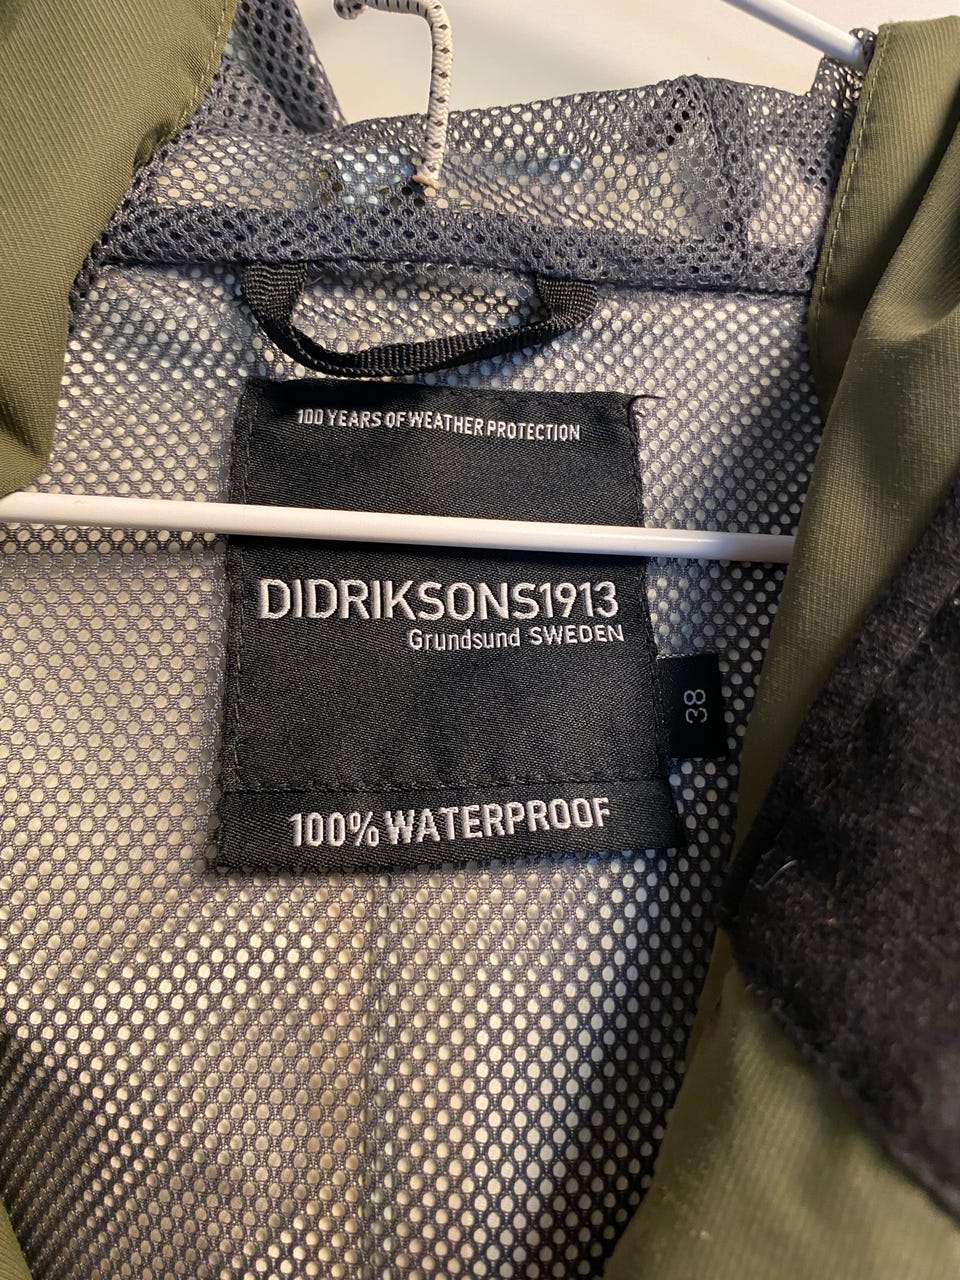 100 YEARS OF WEATHER PROTECTION
DIDRIKSONS1913
Grundsund SWEDEN
38
100% WATERPROOF